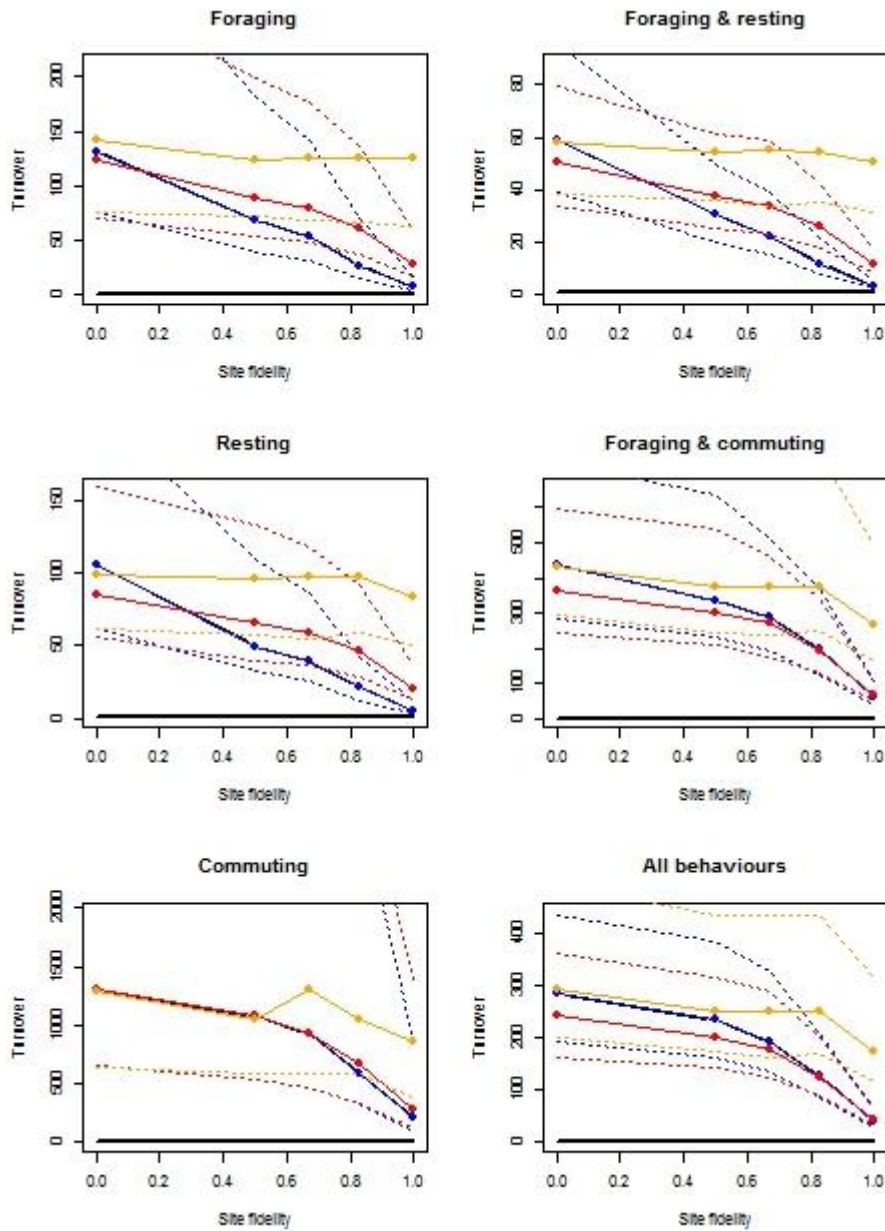 Foraging
Turnover
0 50 100 150 200
0.0 0.2 0.4 0.6 0.8 1.0
Site fidelity
Foraging & resting
Turnover
0 20 40 60 80
0.0 0.2 0.4 0.6 0.8 1.0
Site fidelity
Resting
Turnover
0 50 100 150
0.0 0.2 0.4 0.6 0.8 1.0
Site fidelity
Foraging & commuting
Turnover
0 100 300 500
0.0 0.2 0.4 0.6 0.8 1.0
Site fidelity
Commuting
Turnover
0 500 1000 1500 2000
0.0 0.2 0.4 0.6 0.8 1.0
Site fidelity
All behaviours
Turnover
0 100 200 300 400
0.0 0.2 0.4 0.6 0.8 1.0
Site fidelity